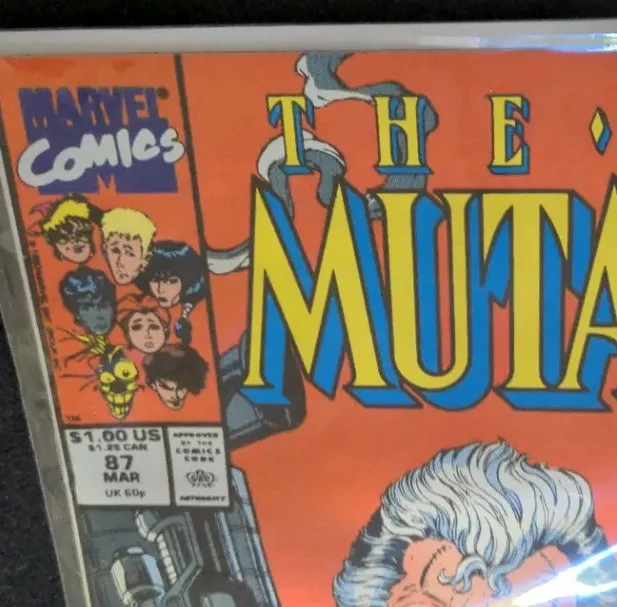 MARVEL®
COMICS
M
THE
MUTA
$1.00 US
$1.25 CAN
87
MAR
UK 60p
APPROVED
BY THE
COMICS
CODE
AUTHORITY